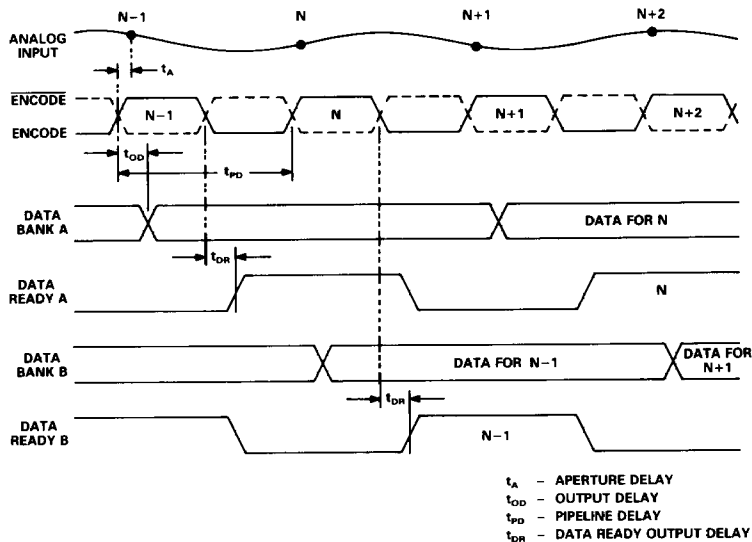 N-1 N N+1 N+2
ANALOG
INPUT
tA
ENCODE
N-1 N N+1 N+2
ENCODE
tOD
tPD
DATA
BANK A
DATA FOR N
tDR
DATA
READY A
N
DATA
BANK B
DATA FOR N-1
DATA FOR
N+1
tDR
DATA
READY B
N-1
tA – APERTURE DELAY
tOD – OUTPUT DELAY
tPD – PIPELINE DELAY
tDR – DATA READY OUTPUT DELAY